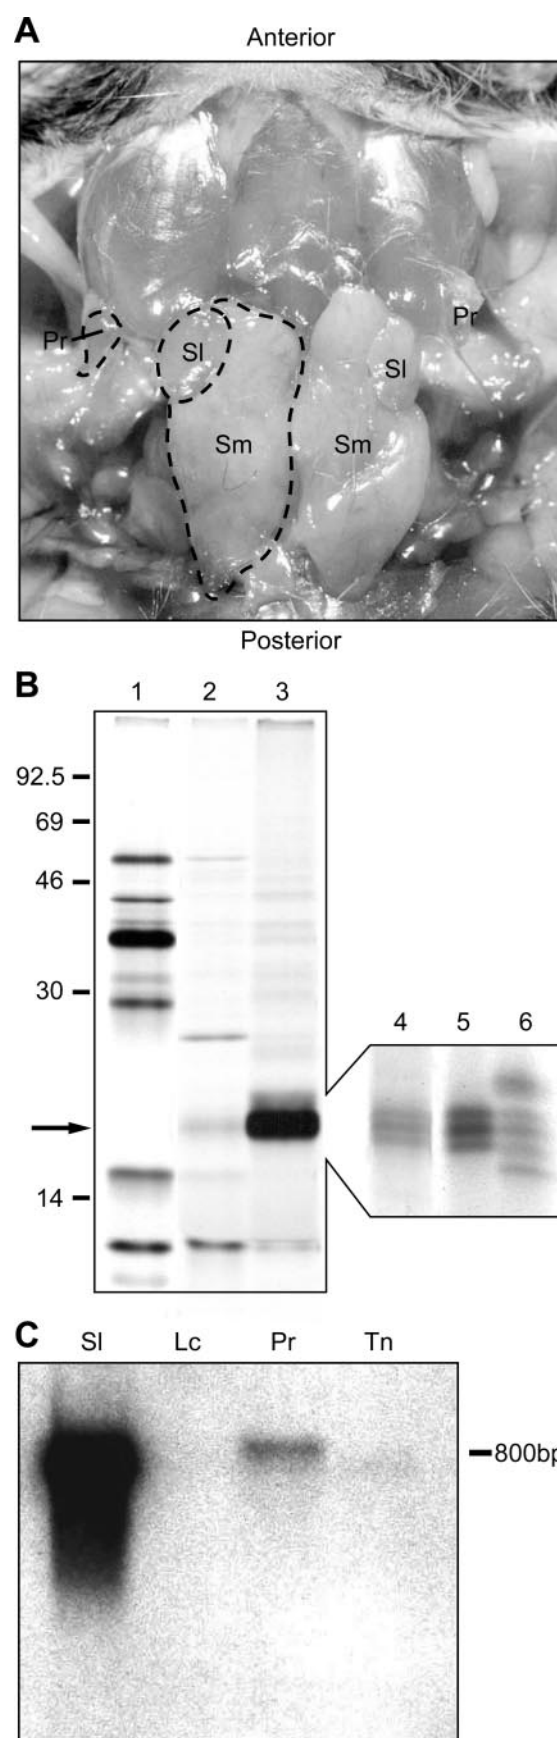 A
Anterior
Pr
Sl
Sm
Sm
Sl
Pr
Posterior
B
1 2 3
92.5
69
46
30
14
4 5 6
C
Sl Lc Pr Tn
800bp